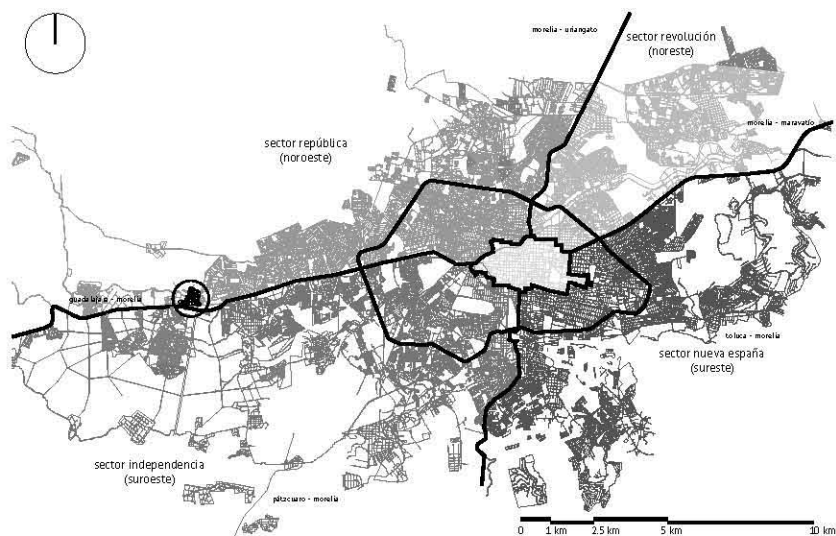 morelia - uriangato
sector revolución
(noreste)
morelia - maravatío
sector república
(noroeste)
guadalajara - morelia
toluca - morelia
sector nueva españa
(sureste)
sector independencia
(suroeste)
pátzcuaro - morelia
0 1 km 2.5 km 5 km 10 km